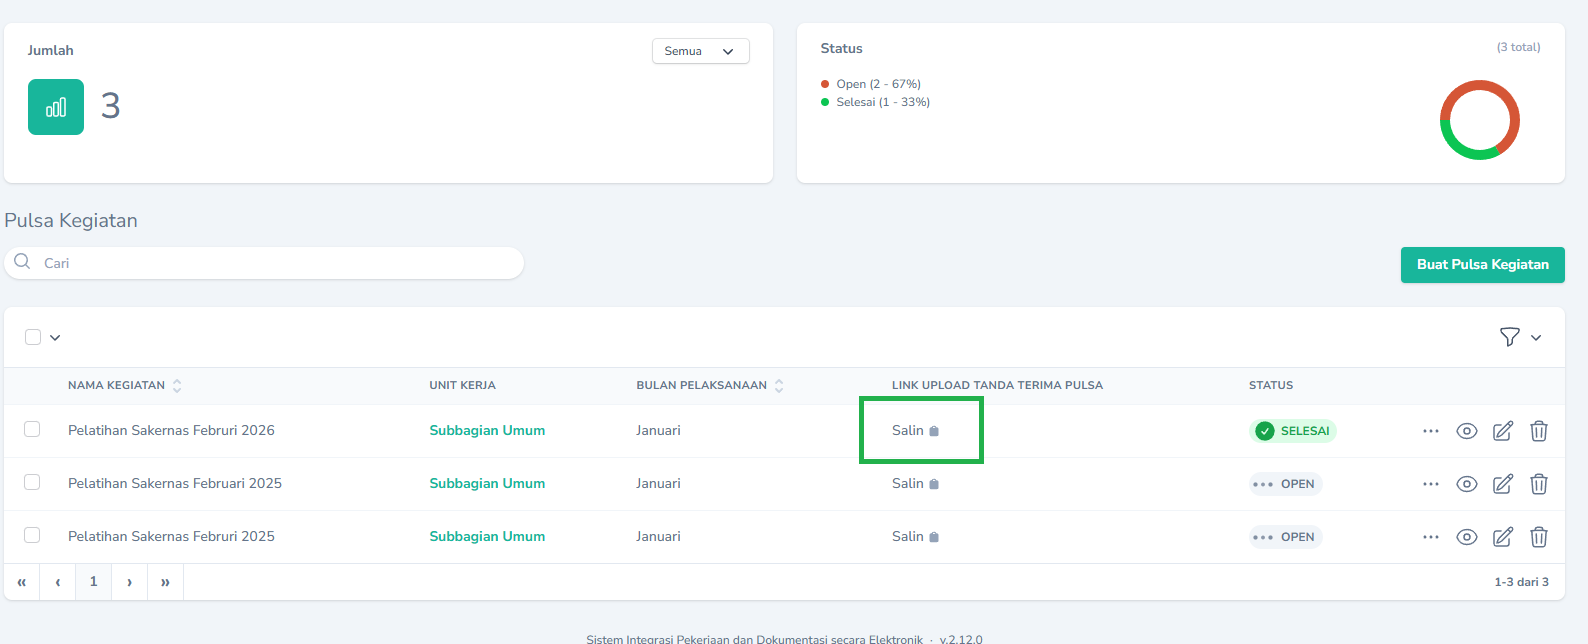 Jumlah
Semua
3
Status
(3 total)
Open (2 - 67%)
Selesai (1 - 33%)
Pulsa Kegiatan
Cari
Buat Pulsa Kegiatan
NAMA KEGIATAN UNIT KERJA BULAN PELAKSANAAN LINK UPLOAD TANDA TERIMA PULSA STATUS
Pelatihan Sakernas Februri 2026 Subbagian Umum Januari Salin SELESAI
Pelatihan Sakernas Februari 2025 Subbagian Umum Januari Salin OPEN
Pelatihan Sakernas Februri 2025 Subbagian Umum Januari Salin OPEN
« ‹ 1 › » 1-3 dari 3
Sistem Integrasi Pekerjaan dan Dokumentasi secara Elektronik · v.2.12.0